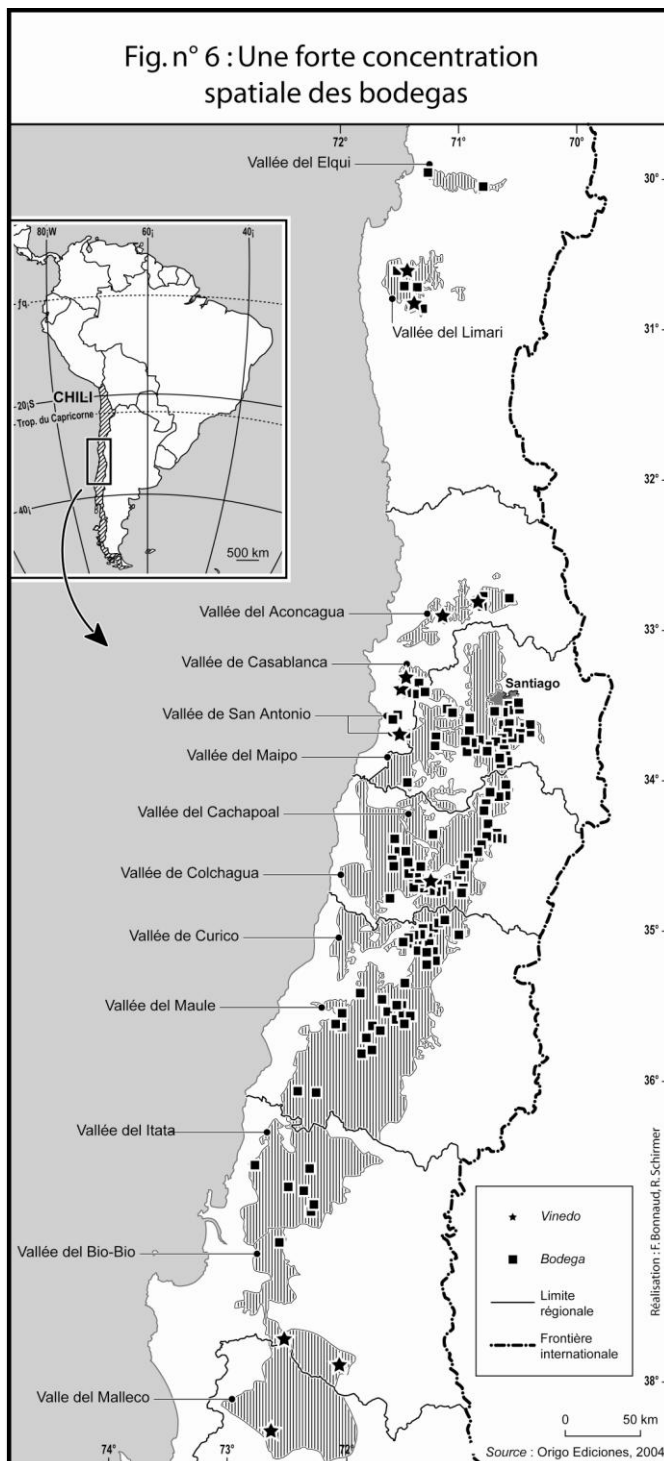 Fig. n° 6 : Une forte concentration
spatiale des bodegas
72°
71°
70°
Vallée del Elqui
30°
80¡W
60¡
40¡
Vallée del Limari
31°
Éq.
CHILI
20¡S
Trop. du Capricorne
32°
40¡
500 km
Vallée del Aconcagua
33°
Vallée de Casablanca
Santiago
Vallée de San Antonio
Vallée del Maipo
34°
Vallée del Cachapoal
Vallée de Colchagua
35°
Vallée de Curico
Vallée del Maule
36°
Vallée del Itata
Vinedo
Vallée del Bio-Bio
Bodega
Limite
régionale
Frontière
internationale
Réalisation : F. Bonnaud, R. Schirmer
38°
Valle del Malleco
0 50 km
74°
73°
72°
Source : Origo Ediciones, 2004